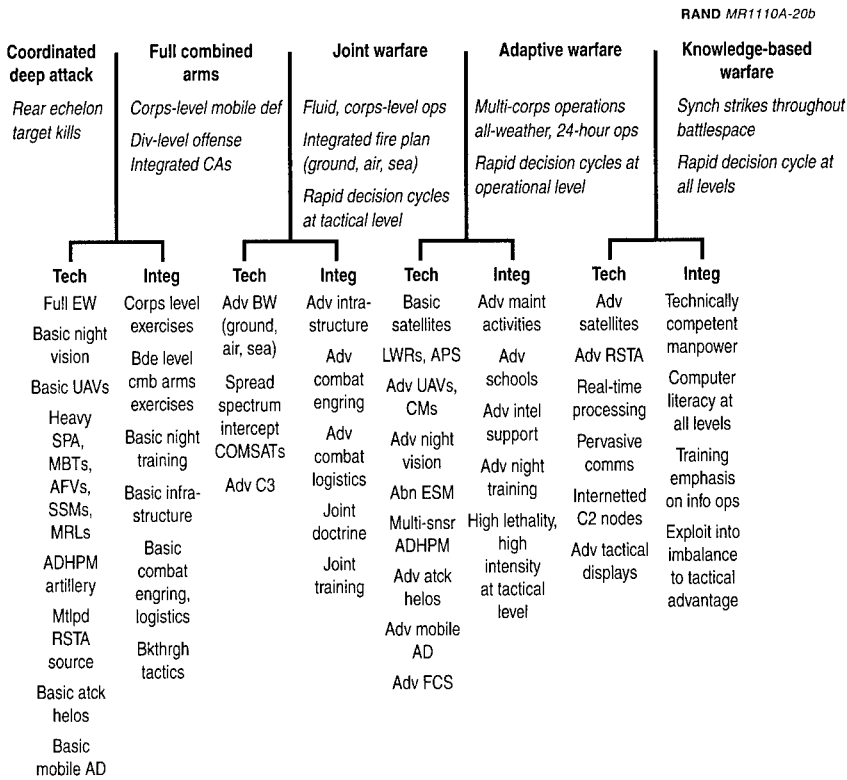 RAND MR1110A-20b
Coordinated
deep attack
Rear echelon
target kills
Full combined
arms
Corps-level mobile def
Div-level offense
Integrated CAs
Joint warfare
Fluid, corps-level ops
Integrated fire plan
(ground, air, sea)
Rapid decision cycles
at tactical level
Adaptive warfare
Multi-corps operations
all-weather, 24-hour ops
Rapid decision cycles at
operational level
Knowledge-based
warfare
Synch strikes throughout
battlespace
Rapid decision cycle at
all levels
Tech
Full EW
Basic night
vision
Basic UAVs
Heavy
SPA,
MBTs,
AFVs,
SSMs,
MRLs
ADHPM
artillery
Mtlpd
RSTA
source
Basic atck
helos
Basic
mobile AD
Integ
Corps level
exercises
Bde level
cmb arms
exercises
Basic night
training
Basic infra-
structure
Basic
combat
engring,
logistics
Bkthrgh
tactics
Tech
Adv BW
(ground,
air, sea)
Spread
spectrum
intercept
COMSATs
Adv C3
Integ
Adv intra-
structure
Adv
combat
engring
Adv
combat
logistics
Joint
doctrine
Joint
training
Tech
Basic
satellites
LWRs, APS
Adv UAVs,
CMs
Adv night
vision
Abn ESM
Multi-snsr
ADHPM
Adv atck
helos
Adv mobile
AD
Adv FCS
Integ
Adv maint
activities
Adv
schools
Adv intel
support
Adv night
training
High lethality,
high
intensity
at tactical
level
Tech
Adv
satellites
Adv RSTA
Real-time
processing
Pervasive
comms
Internetted
C2 nodes
Adv tactical
displays
Integ
Technically
competent
manpower
Computer
literacy at
all levels
Training
emphasis
on info ops
Exploit into
imbalance
to tactical
advantage